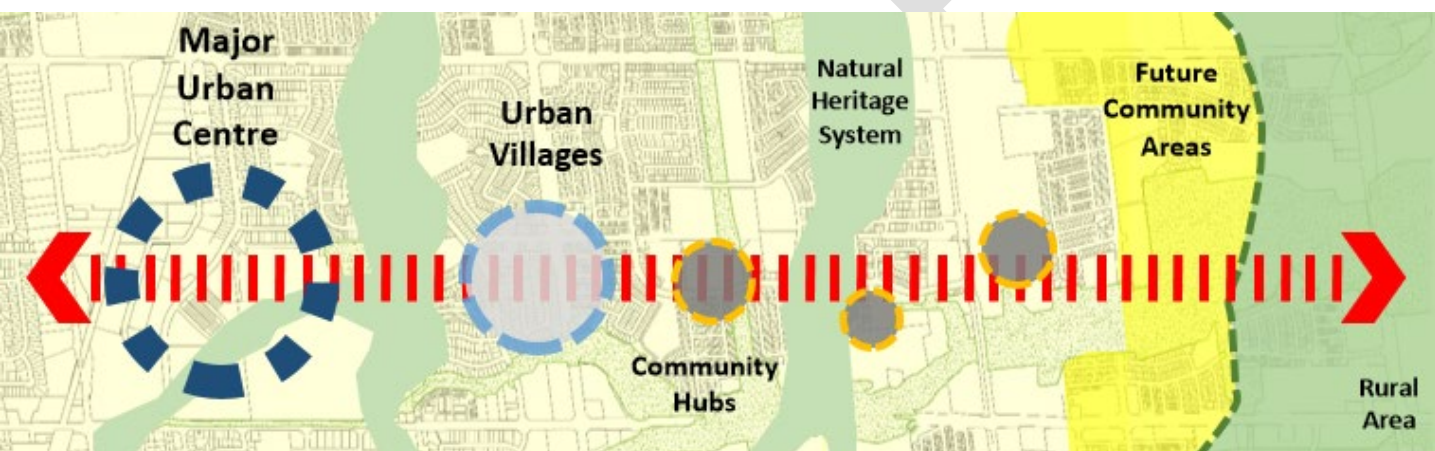 Major
Urban
Centre
Urban
Villages
Natural
Heritage
System
Future
Community
Areas
Community
Hubs
Rural
Area